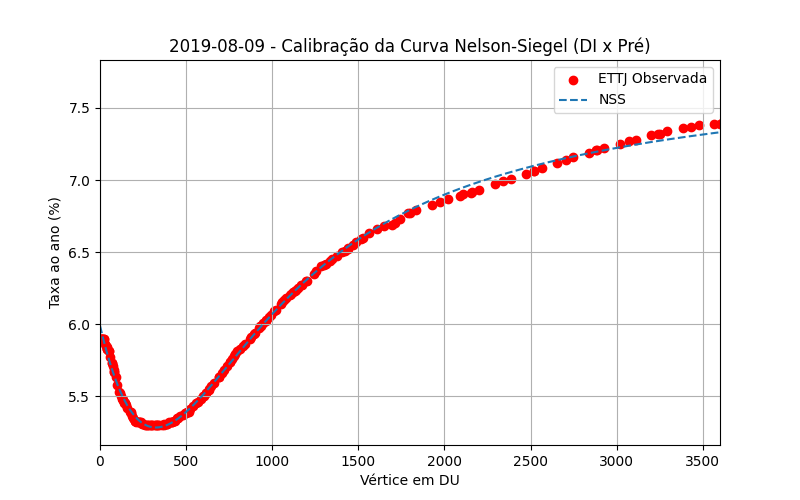 2019-08-09 - Calibração da Curva Nelson-Siegel (DI x Pré)
ETTJ Observada
NSS
Taxa ao ano (%)
7.5
7.0
6.5
6.0
5.5
0 500 1000 1500 2000 2500 3000 3500
Vértice em DU